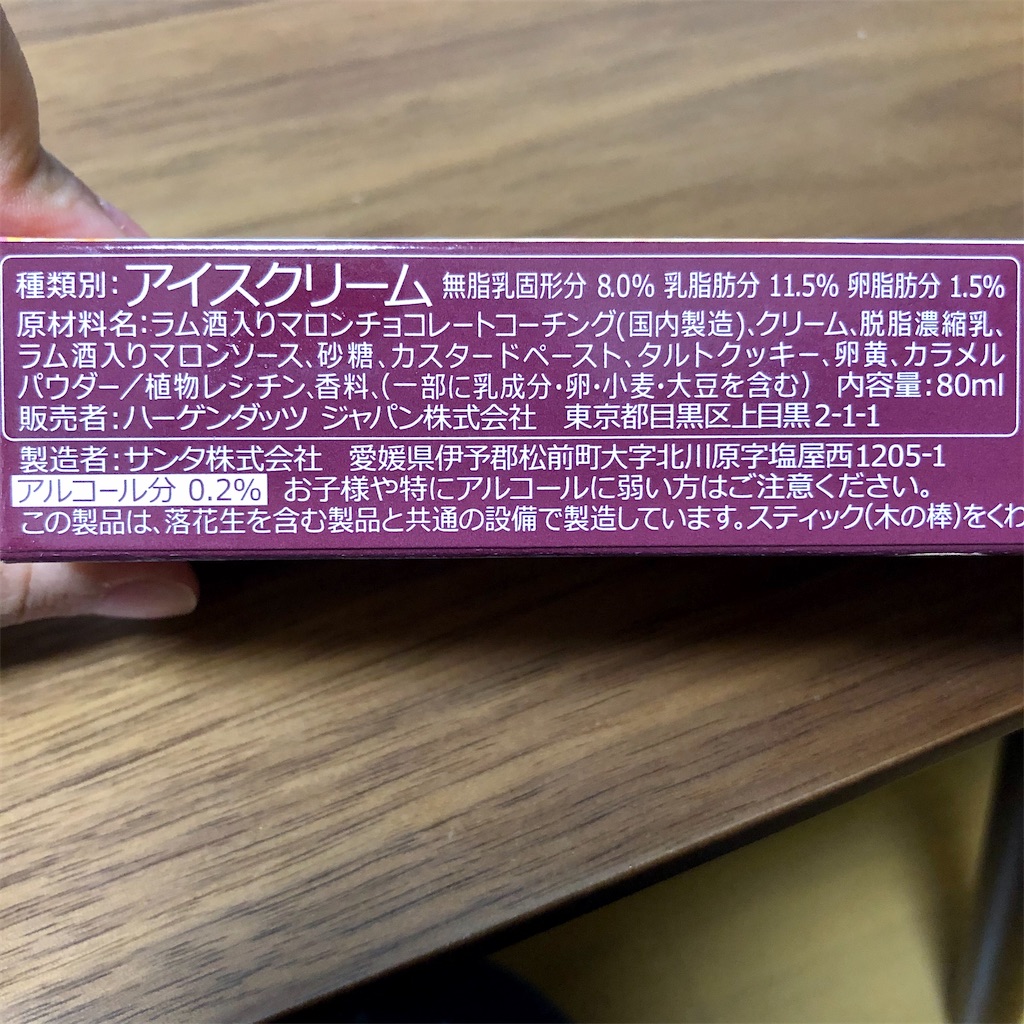 種類別:アイスクリーム 無脂乳固形分 8.0% 乳脂肪分 11.5% 卵脂肪分 1.5%
原材料名:ラム酒入りマロンチョコレートコーチング(国内製造)、クリーム、脱脂濃縮乳、
ラム酒入りマロンソース、砂糖、カスタードペースト、タルトクッキー、卵黄、カラメル
パウダー/植物レシチン、香料、(一部に乳成分・卵・小麦・大豆を含む) 内容量:80ml
販売者:ハーゲンダッツ ジャパン株式会社 東京都目黒区上目黒2-1-1
製造者:サンタ株式会社 愛媛県伊予郡松前町大字北川原字塩屋西1205-1
アルコール分 0.2% お子様や特にアルコールに弱い方はご注意ください。
この製品は、落花生を含む製品と共通の設備で製造しています。スティック(木の棒)をくわ